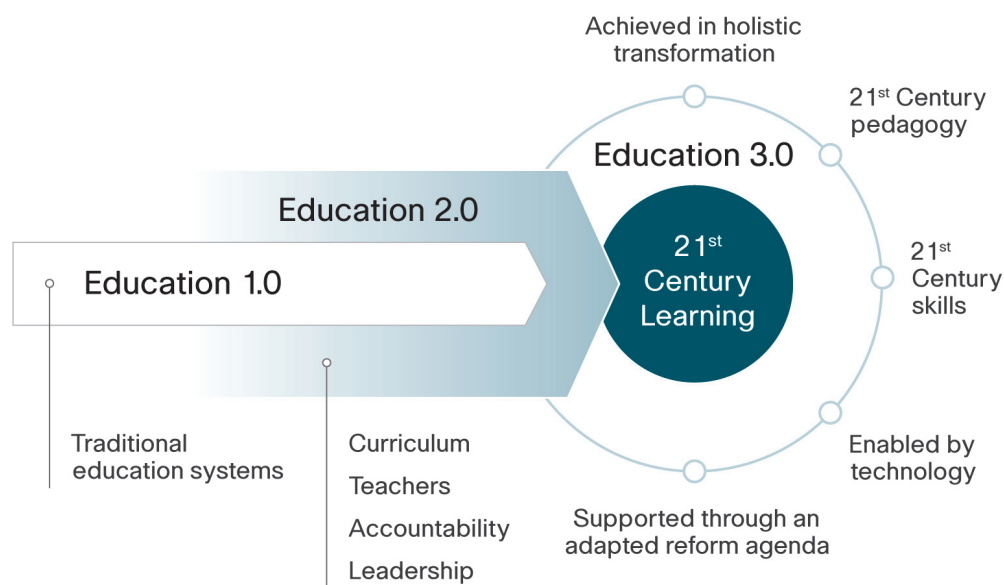 Achieved in holistic
transformation
21st Century
pedagogy
Education 3.0
Education 2.0
21st
Century
Learning
21st
Century
skills
Education 1.0
Traditional
education systems
Curriculum
Teachers
Accountability
Leadership
Enabled by
technology
Supported through an
adapted reform agenda